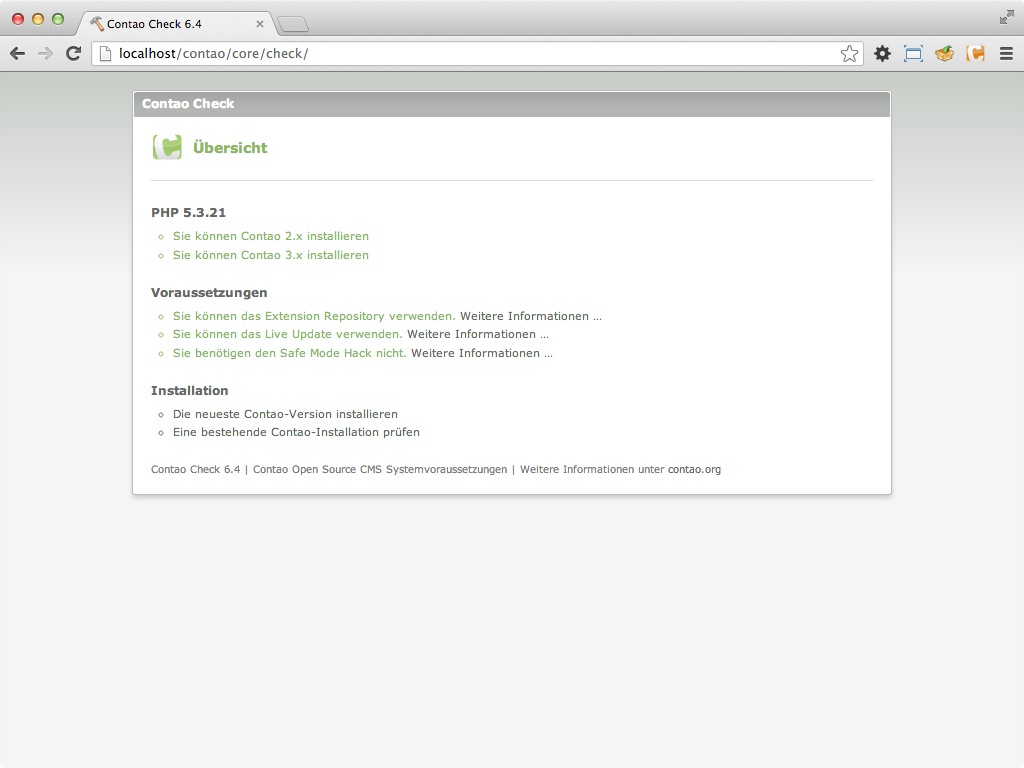 Contao Check 6.4
localhost/contao/core/check/
Contao Check
Übersicht
PHP 5.3.21
Sie können Contao 2.x installieren
Sie können Contao 3.x installieren
Voraussetzungen
Sie können das Extension Repository verwenden. Weitere Informationen ...
Sie können das Live Update verwenden. Weitere Informationen ...
Sie benötigen den Safe Mode Hack nicht. Weitere Informationen ...
Installation
Die neueste Contao-Version installieren
Eine bestehende Contao-Installation prüfen
Contao Check 6.4 | Contao Open Source CMS Systemvoraussetzungen | Weitere Informationen unter contao.org